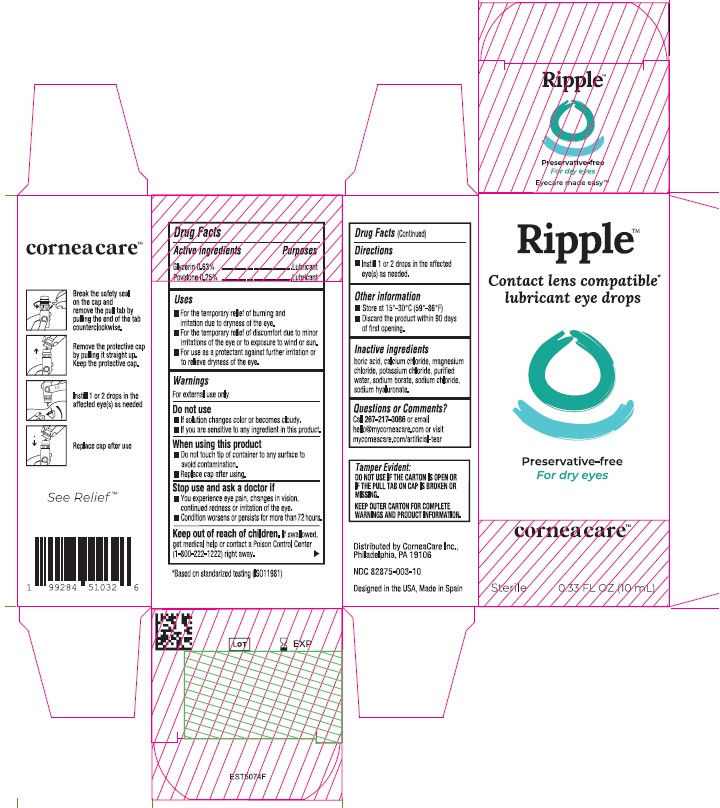 Ripple™
Preservative-free
For dry eyes
Eyecare made easy™
corneacare™
Break the safety seal
on the cap and
remove the pull tab by
pulling the end of the tab
counterclockwise.
Remove the protective cap
by pulling it straight up.
Keep the protective cap.
Instill 1 or 2 drops in the
affected eye(s) as needed
Replace cap after use
See Relief™
1 99284 51032 6
Drug Facts
Active ingredients Purposes
Glycerin 0.63% Lubricant
Povidone 0.75% Lubricant
Uses
■ For the temporary relief of burning and
irritation due to dryness of the eye.
■ For the temporary relief of discomfort due to minor
irritations of the eye or to exposure to wind or sun.
■ For use as a protectant against further irritation or
to relieve dryness of the eye.
Warnings
For external use only
Do not use
■ If solution changes color or becomes cloudy.
■ If you are sensitive to any ingredient in this product.
When using this product
■ Do not touch tip of container to any surface to
avoid contamination.
■ Replace cap after using.
Stop use and ask a doctor if
■ You experience eye pain, changes in vision,
continued redness or irritation of the eye.
■ Condition worsens or persists for more than 72 hours.
Keep out of reach of children. If swallowed,
get medical help or contact a Poison Control Center
(1-800-222-1222) right away.
*Based on standarized testing (ISO11981)
Drug Facts (Continued)
Directions
■ Instill 1 or 2 drops in the affected
eye(s) as needed.
Other information
■ Store at 15°-30°C (59°-86°F)
■ Discard the product within 90 days
of first opening.
Inactive ingredients
boric acid, calcium chloride, magnesium
chloride, potassium chloride, purified
water, sodium borate, sodium chloride,
sodium hyaluronate.
Questions or Comments?
Call 267-217-3086 or email
hello@mycorneacare.com or visit
mycorneacare.com/artificial-tear
Tamper Evident:
DO NOT USE IF THE CARTON IS OPEN OR
IF THE PULL TAB ON CAP IS BROKEN OR
MISSING.
KEEP OUTER CARTON FOR COMPLETE
WARNINGS AND PRODUCT INFORMATION.
Distributed by CorneaCare Inc.,
Philadelphia, PA 19106
NDC 82875-003-10
Designed in the USA, Made in Spain
Ripple™
Contact lens compatible*
lubricant eye drops
Preservative-free
For dry eyes
corneacare™
Sterile 0.33 FL OZ (10 mL)
LOT EXP
EST5074F